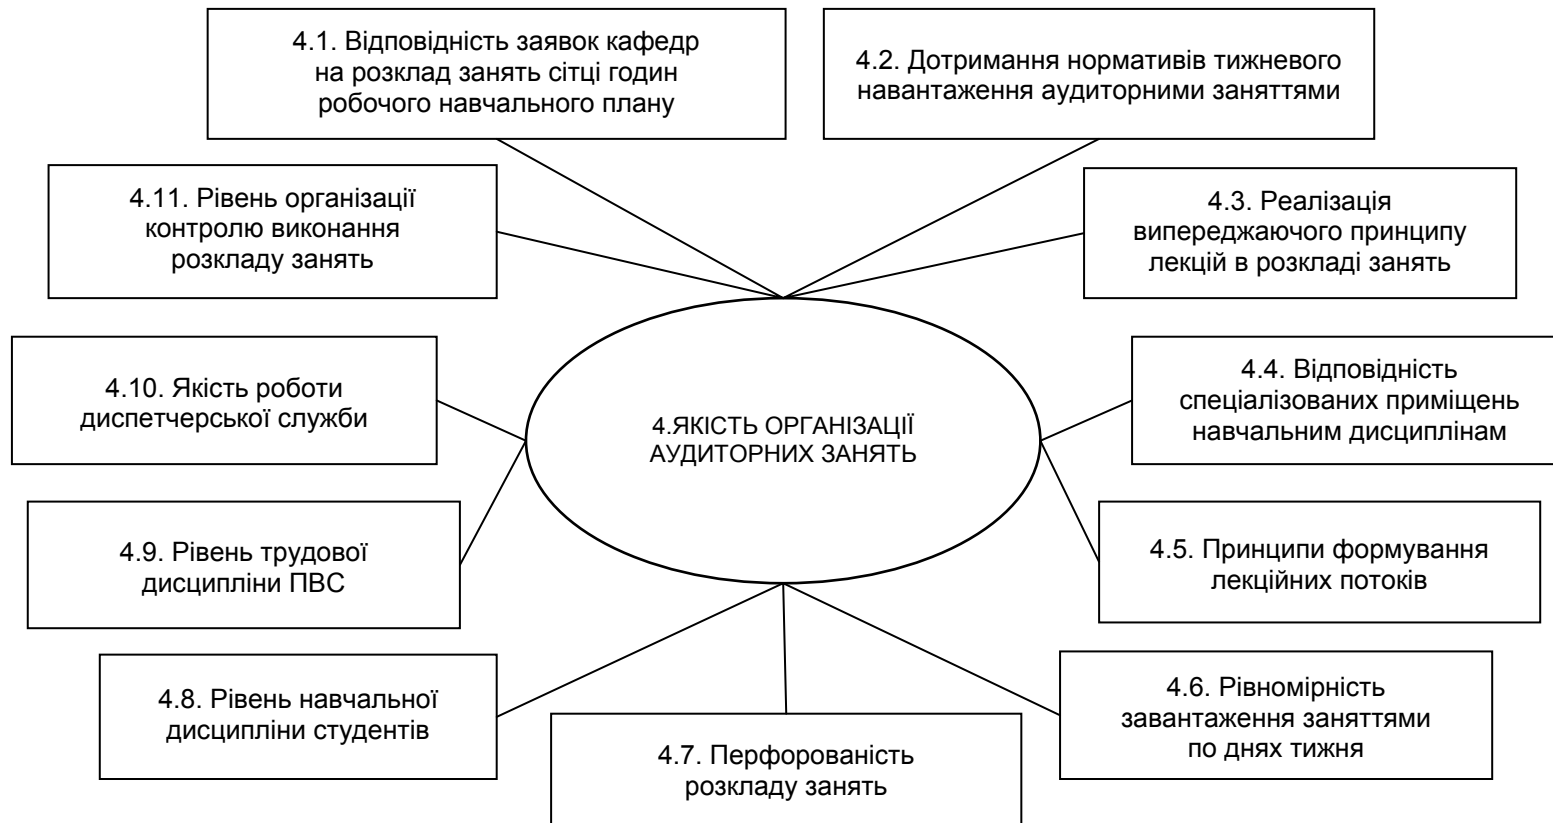 4.1. Відповідність заявок кафедр
на розклад занять сітці годин
робочого навчального плану
4.2. Дотримання нормативів тижневого
навантаження аудиторними заняттями
4.11. Рівень організації
контролю виконання
розкладу занять
4.3. Реалізація
випереджаючого принципу
лекцій в розкладі занять
4.10. Якість роботи
диспетчерської служби
4.ЯКІСТЬ ОРГАНІЗАЦІЇ
АУДИТОРНИХ ЗАНЯТЬ
4.4. Відповідність
спеціалізованих приміщень
навчальним дисциплінам
4.9. Рівень трудової
дисципліни ПВС
4.5. Принципи формування
лекційних потоків
4.8. Рівень навчальної
дисципліни студентів
4.7. Перфорованість
розкладу занять
4.6. Рівномірність
завантаження заняттями
по днях тижня